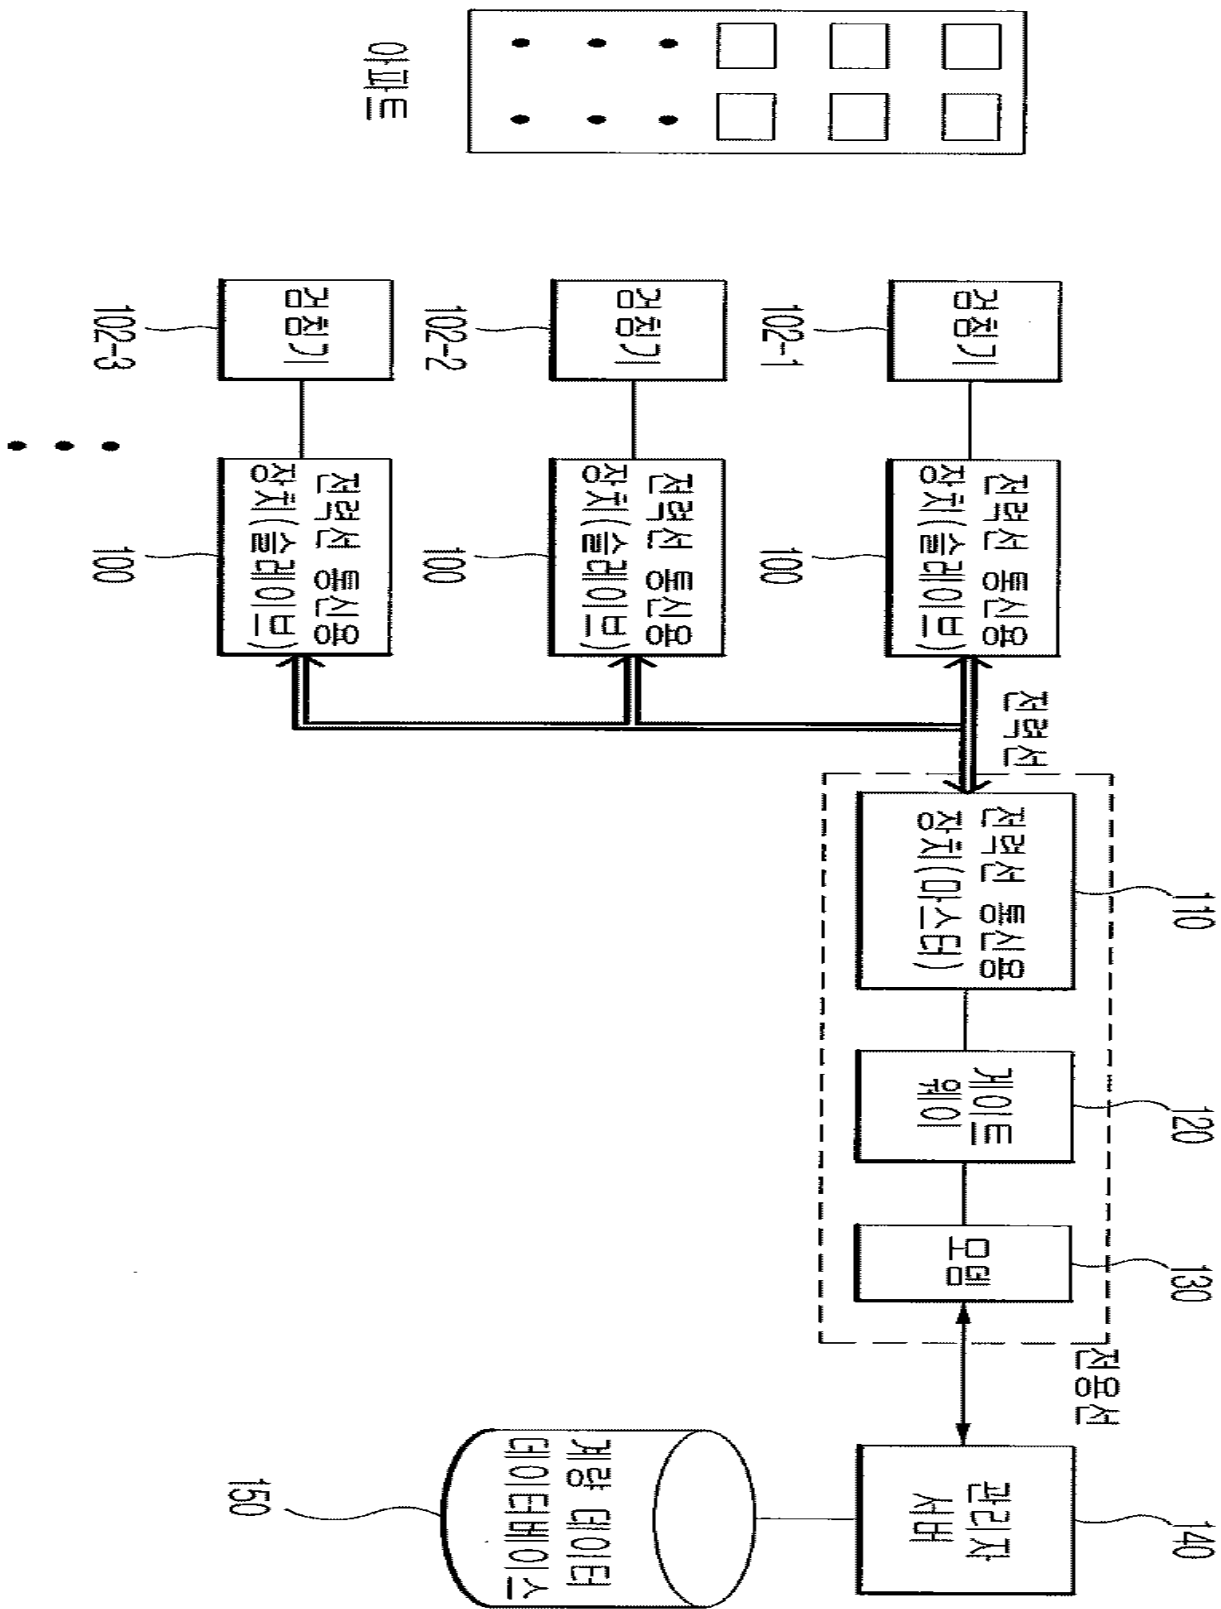 110
120
130
140
전용선
전력선
검침기
전력선 통신용
장치(슬레이브)
전력선 통신용
장치(마스터)
게이트
웨이
모뎀
관리자
서버
102-1
100
검침기
전력선 통신용
장치(슬레이브)
계량 데이터
데이터베이스
102-2
100
아파트
검침기
전력선 통신용
장치(슬레이브)
150
102-3
100